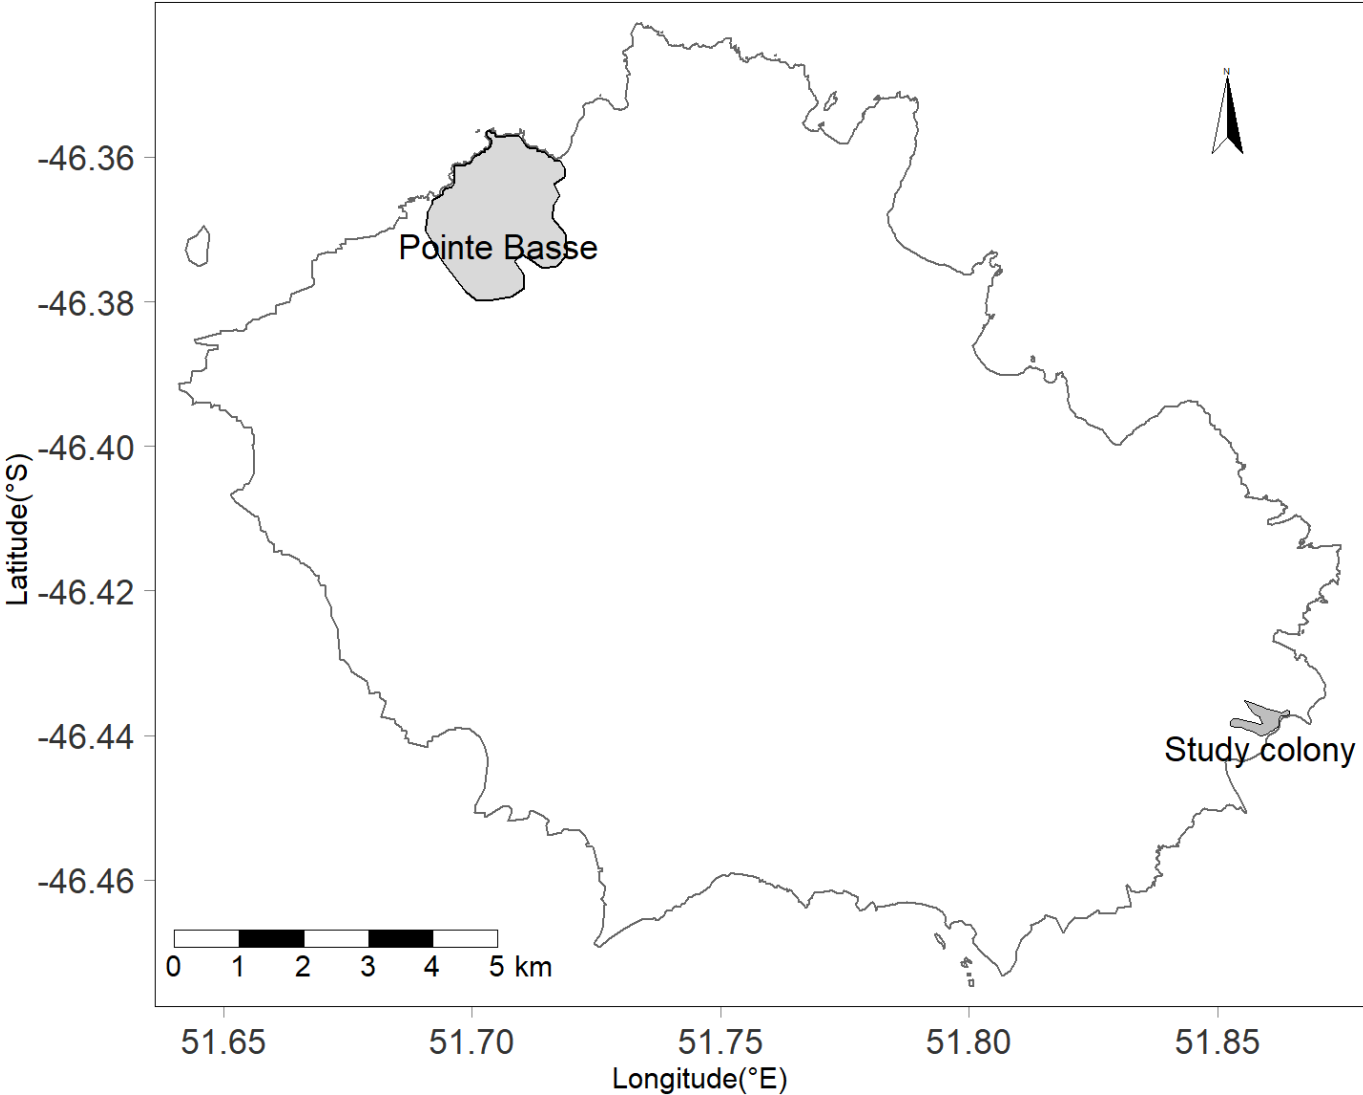 N
-46.36
Pointe Basse
-46.38
-46.40
Latitude(°S)
-46.42
-46.44
Study colony
-46.46
0 1 2 3 4 5 km
51.65 51.70 51.75 51.80 51.85
Longitude(°E)